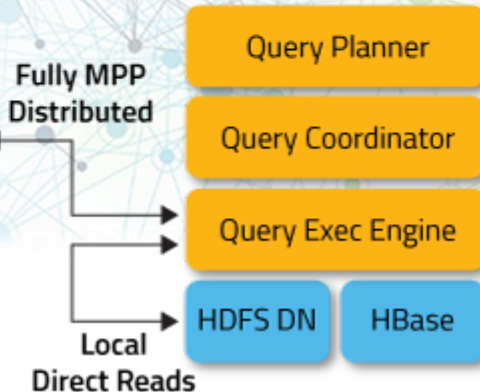 Query Planner
Fully MPP
Distributed
Query Coordinator
Query Exec Engine
HDFS DN
HBase
Local
Direct Reads